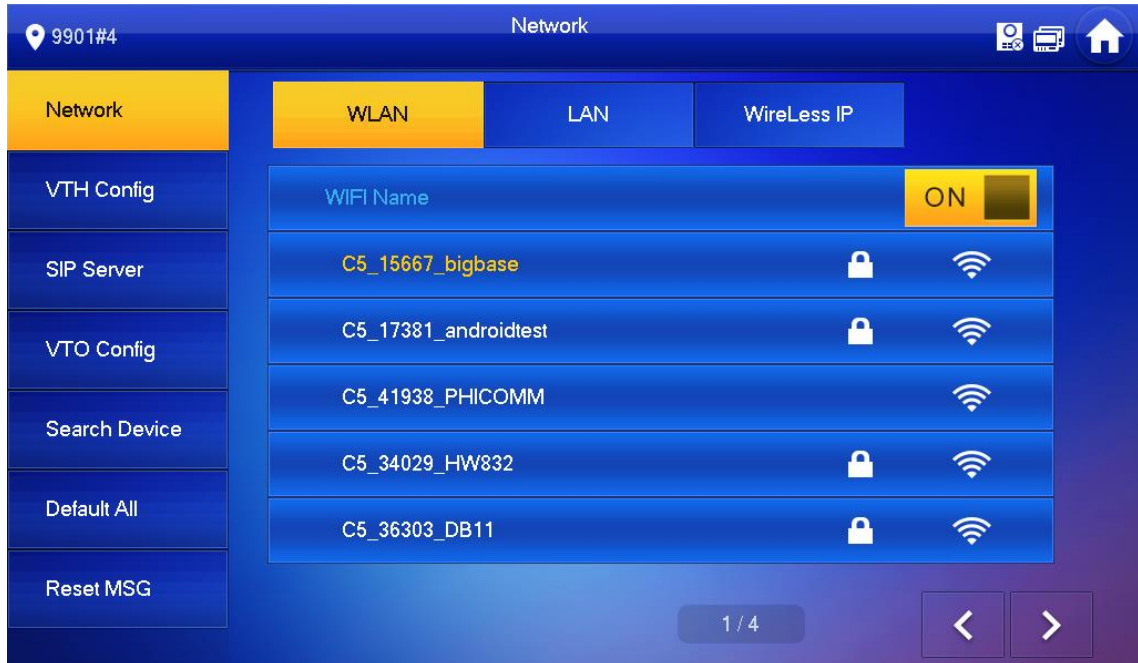 9901#4
Network
Network
VTH Config
SIP Server
VTO Config
Search Device
Default All
Reset MSG
WLAN
LAN
WireLess IP
WIFI Name
ON
C5_15667_bigbase
C5_17381_androidtest
C5_41938_PHICOMM
C5_34029_HW832
C5_36303_DB11
1 / 4